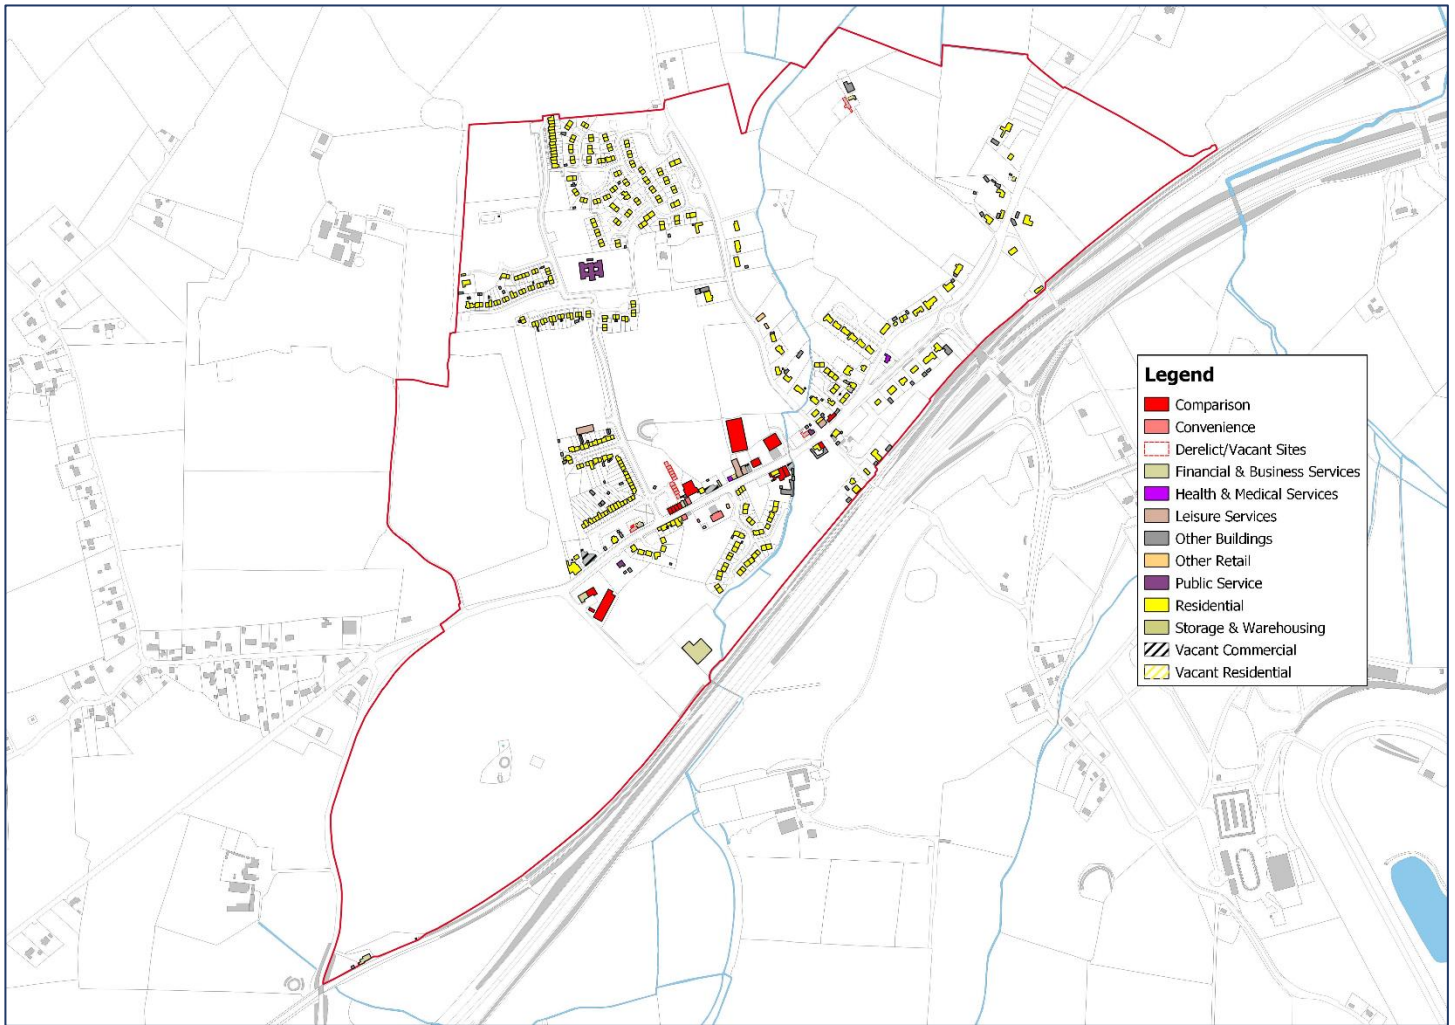 Legend
Comparison
Convenience
Derelict/Vacant Sites
Financial & Business Services
Health & Medical Services
Leisure Services
Other Buildings
Other Retail
Public Service
Residential
Storage & Warehousing
Vacant Commercial
Vacant Residential